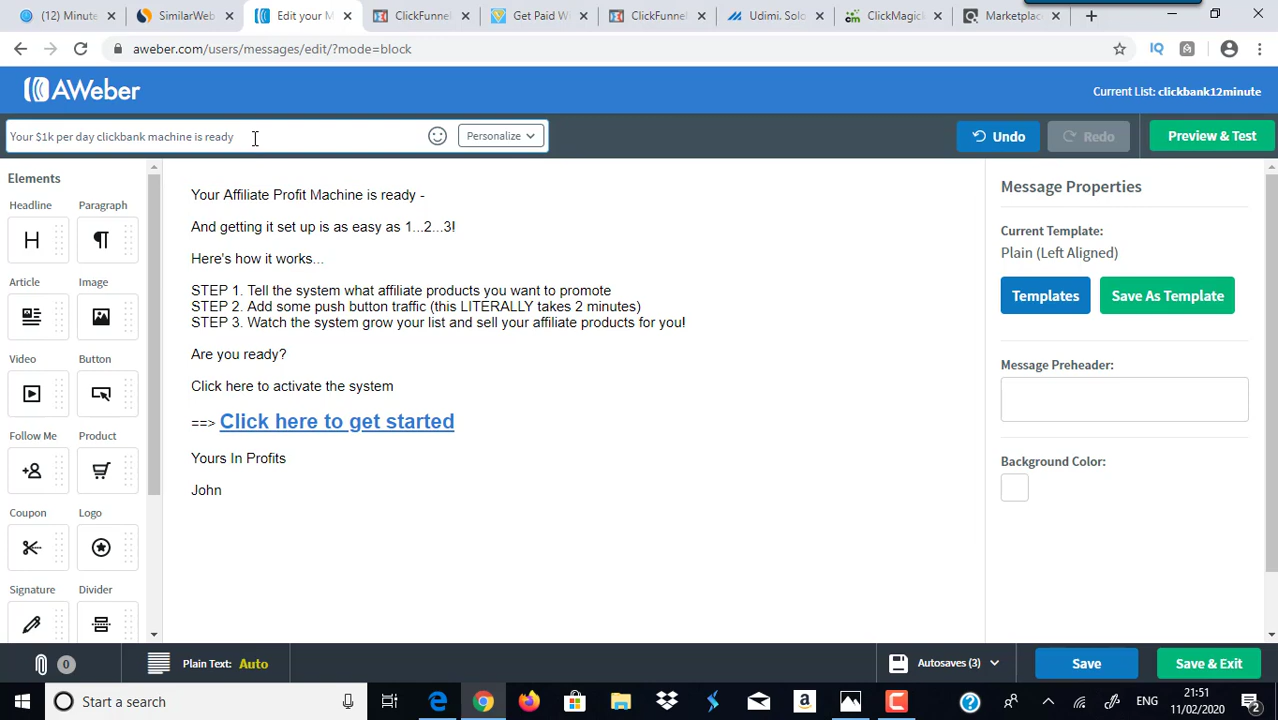 (12) Minut
SimilarWeb
Edit your M
ClickFunnel
Get Paid Wi
ClickFunnel
Udimi. Solo
ClickMagick
Marketplac
aweber.com/users/messages/edit/?mode=block
IQ
AWeber
Current List: clickbank12minute
Your $1k per day clickbank machine is ready
Personalize
Undo
Redo
Preview & Test
Elements
Headline
Paragraph
H
Article
Image
Video
Button
Follow Me
Product
Coupon
Logo
Signature
Divider
Your Affiliate Profit Machine is ready -
And getting it set up is as easy as 1...2...3!
Here's how it works...
STEP 1. Tell the system what affiliate products you want to promote
STEP 2. Add some push button traffic (this LITERALLY takes 2 minutes)
STEP 3. Watch the system grow your list and sell your affiliate products for you!
Are you ready?
Click here to activate the system
==> Click here to get started
Yours In Profits
John
Message Properties
Current Template:
Plain (Left Aligned)
Templates
Save As Template
Message Preheader:
Background Color:
0
Plain Text: Auto
Autosaves (3)
Save
Save & Exit
Start a search
ENG
21:51
11/02/2020
2